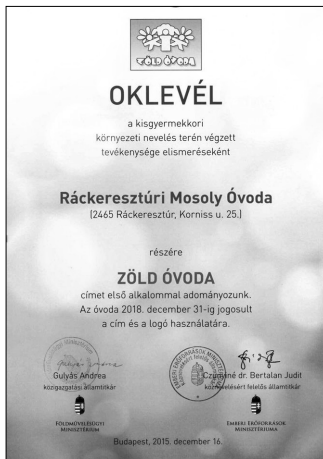 ZÖLD ÓVODA
OKLEVÉL
a kisgyermekkori
környezeti nevelés terén végzett
tevékenysége elismeréseként
Ráckeresztúri Mosoly Óvoda
(2465 Ráckeresztúr, Korniss u. 25.)
részére
ZÖLD ÓVODA
címet első alkalommal adományozunk.
Az óvoda 2018. december 31-ig jogosult
a cím és a logó használatára.
Gulyás Andrea
közigazgatási államtitkár
Czunyiné dr. Bertalan Judit
köznevelésért felelős államtitkár
FÖLDMŰVELÉSÜGYI
MINISZTÉRIUM
EMBERI ERŐFORRÁSOK
MINISZTÉRIUMA
Budapest, 2015. december 16.